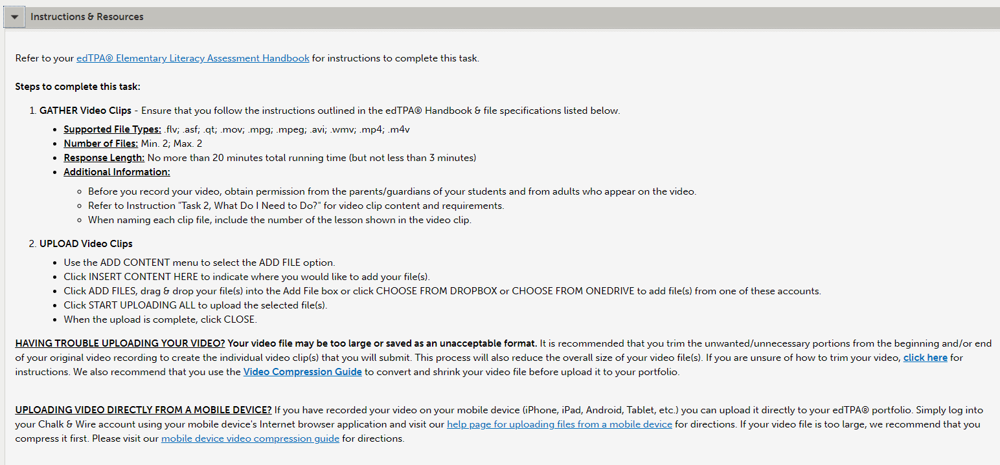 Instructions & Resources
Refer to your edTPA® Elementary Literacy Assessment Handbook for instructions to complete this task.
Steps to complete this task:
1. GATHER Video Clips - Ensure that you follow the instructions outlined in the edTPA® Handbook & file specifications listed below.
• Supported File Types: .flv; .asf; .qt; .mov; .mpg; .mpeg; .avi; .wmv; .mp4; .m4v
• Number of Files: Min. 2; Max. 2
• Response Length: No more than 20 minutes total running time (but not less than 3 minutes)
• Additional Information:
◦ Before you record your video, obtain permission from the parents/guardians of your students and from adults who appear on the video.
◦ Refer to Instruction "Task 2, What Do I Need to Do?" for video clip content and requirements.
◦ When naming each clip file, include the number of the lesson shown in the video clip.
2. UPLOAD Video Clips
• Use the ADD CONTENT menu to select the ADD FILE option.
• Click INSERT CONTENT HERE to indicate where you would like to add your file(s).
• Click ADD FILES, drag & drop your file(s) into the Add File box or click CHOOSE FROM DROPBOX or CHOOSE FROM ONEDRIVE to add file(s) from one of these accounts.
• Click START UPLOADING ALL to upload the selected file(s).
• When the upload is complete, click CLOSE.
HAVING TROUBLE UPLOADING YOUR VIDEO? Your video file may be too large or saved as an unacceptable format. It is recommended that you trim the unwanted/unnecessary portions from the beginning and/or end
of your original video recording to create the individual video clip(s) that you will submit. This process will also reduce the overall size of your video file(s). If you are unsure of how to trim your video, click here for
instructions. We also recommend that you use the Video Compression Guide to convert and shrink your video file before upload it to your portfolio.
UPLOADING VIDEO DIRECTLY FROM A MOBILE DEVICE? If you have recorded your video on your mobile device (iPhone, iPad, Android, Tablet, etc.) you can upload it directly to your edTPA® portfolio. Simply log into
your Chalk & Wire account using your mobile device's Internet browser application and visit our help page for uploading files from a mobile device for directions. If your video file is too large, we recommend that you
compress it first. Please visit our mobile device video compression guide for directions.